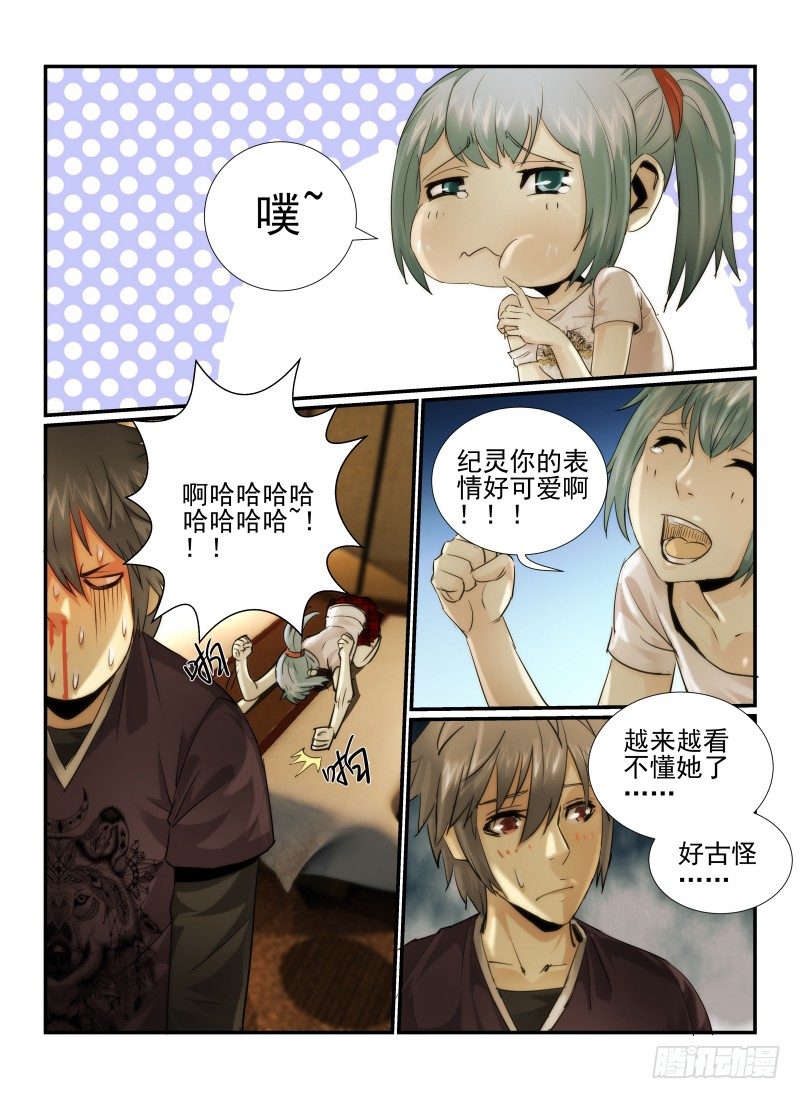 噗~
啊哈哈哈哈
哈哈哈哈~！
！！
啪
啪
纪灵你的表
情好可爱啊
！！！
越来越看
不懂她了
……
好古怪
……
腾讯动漫